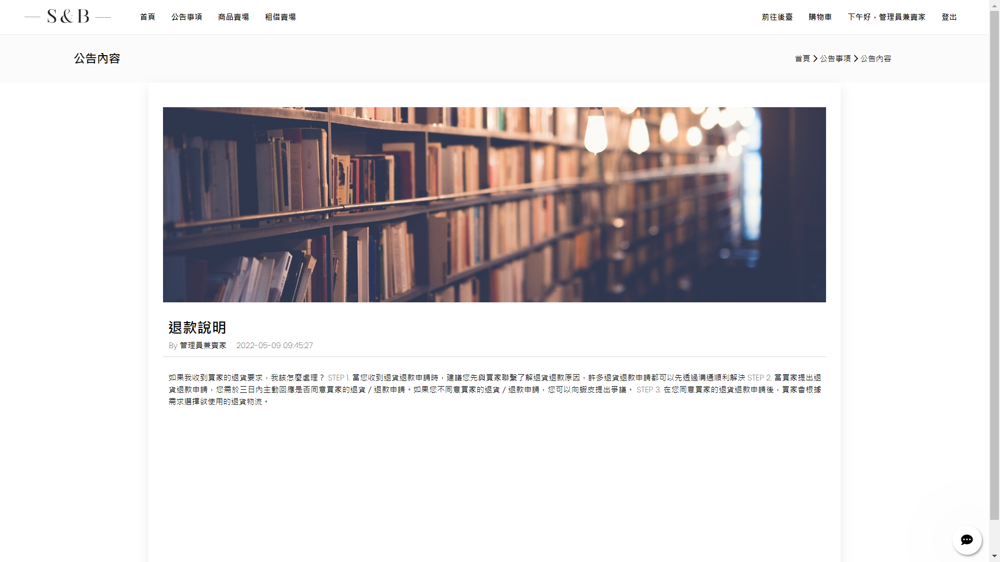 S & B
首頁 公告事項 商品賣場 租借賣場 前往後臺 購物車 下午好，管理員兼賣家 登出
公告內容
首頁 > 公告事項 > 公告內容
退款說明
By 管理員兼賣家 2022-05-09 09:45:27
如果我收到買家的退貨要求，我該怎麼處理？ STEP 1. 當您收到退貨退款申請時，建議您先與買家聯繫了解退貨退款原因，許多退貨退款申請都可以先透過溝通順利解決 STEP 2. 當買家提出退
貨退款申請，您需於三日內主動回應是否同意買家的退貨 / 退款申請。如果您不同意買家的退貨 / 退款申請，您可以向蝦皮提出爭議。 STEP 3. 在您同意買家的退貨退款申請後，買家會根據
需求選擇欲使用的退貨物流。